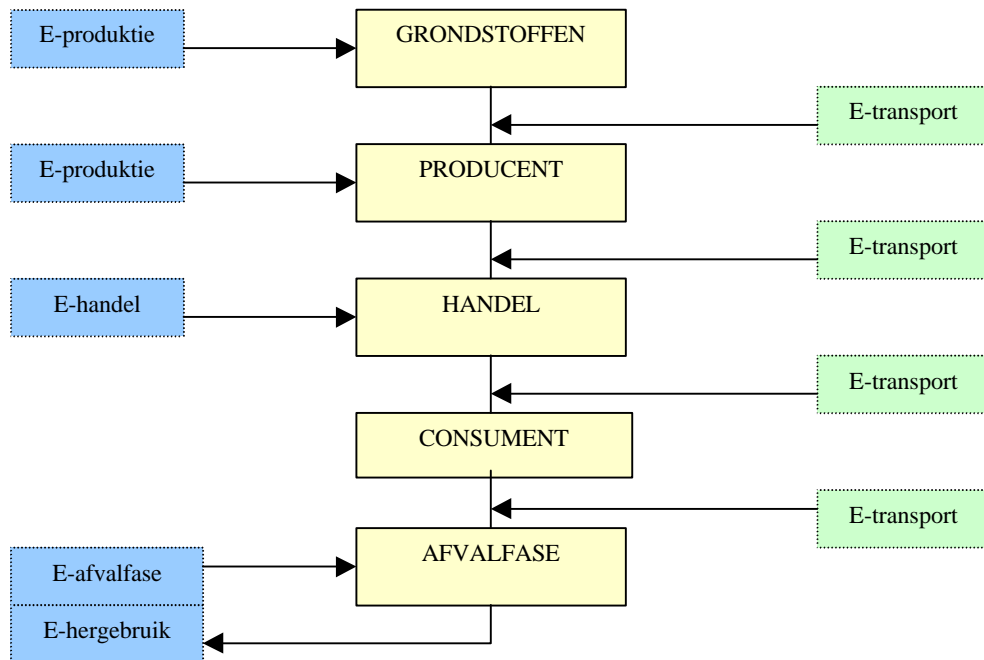 E-produktie
GRONDSTOFFEN
E-transport
E-produktie
PRODUCENT
E-transport
E-handel
HANDEL
E-transport
CONSUMENT
E-transport
AFVALFASE
E-afvalfase
E-hergebruik